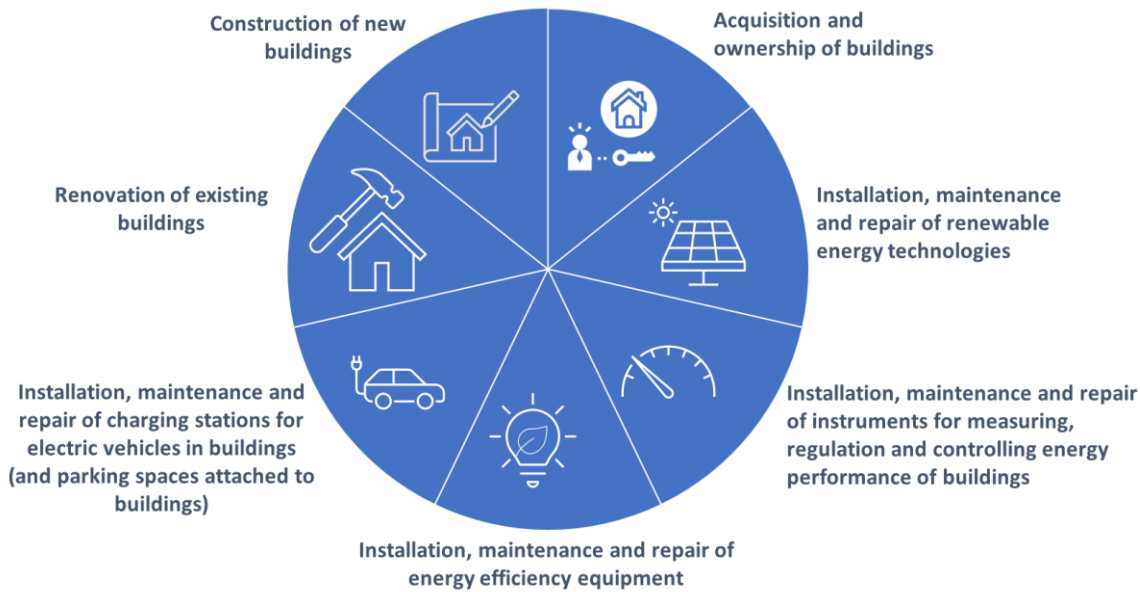 Construction of new
buildings
Acquisition and
ownership of buildings
Renovation of existing
buildings
Installation, maintenance
and repair of renewable
energy technologies
Installation, maintenance and
repair of charging stations for
electric vehicles in buildings
(and parking spaces attached to
buildings)
Installation, maintenance and repair
of instruments for measuring,
regulation and controlling energy
performance of buildings
Installation, maintenance and repair of
energy efficiency equipment